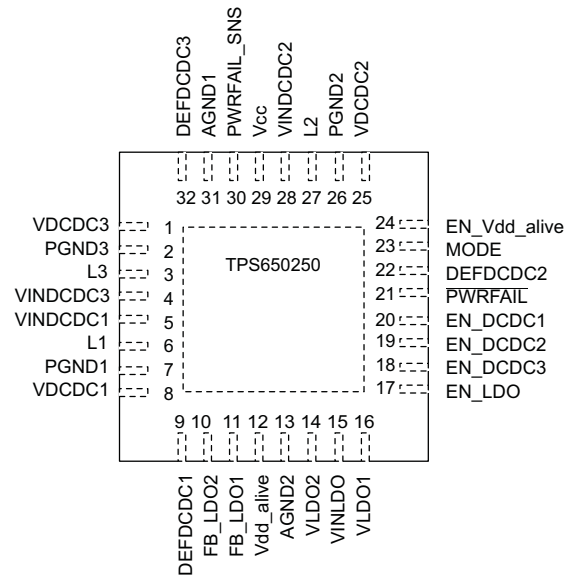 DEFDCDC3
AGND1
PWRFAIL_SNS
Vcc
VINDCDC2
L2
PGND2
VDCDC2
32 31 30 29 28 27 26 25
VDCDC3 1
PGND3 2
L3 3
VINDCDC3 4
VINDCDC1 5
L1 6
PGND1 7
VDCDC1 8
TPS650250
24 EN_Vdd_alive
23 MODE
22 DEFDCDC2
21 PWRFAIL
20 EN_DCDC1
19 EN_DCDC2
18 EN_DCDC3
17 EN_LDO
9 10 11 12 13 14 15 16
DEFDCDC1
FB_LDO2
FB_LDO1
Vdd_alive
AGND2
VLDO2
VINLDO
VLDO1